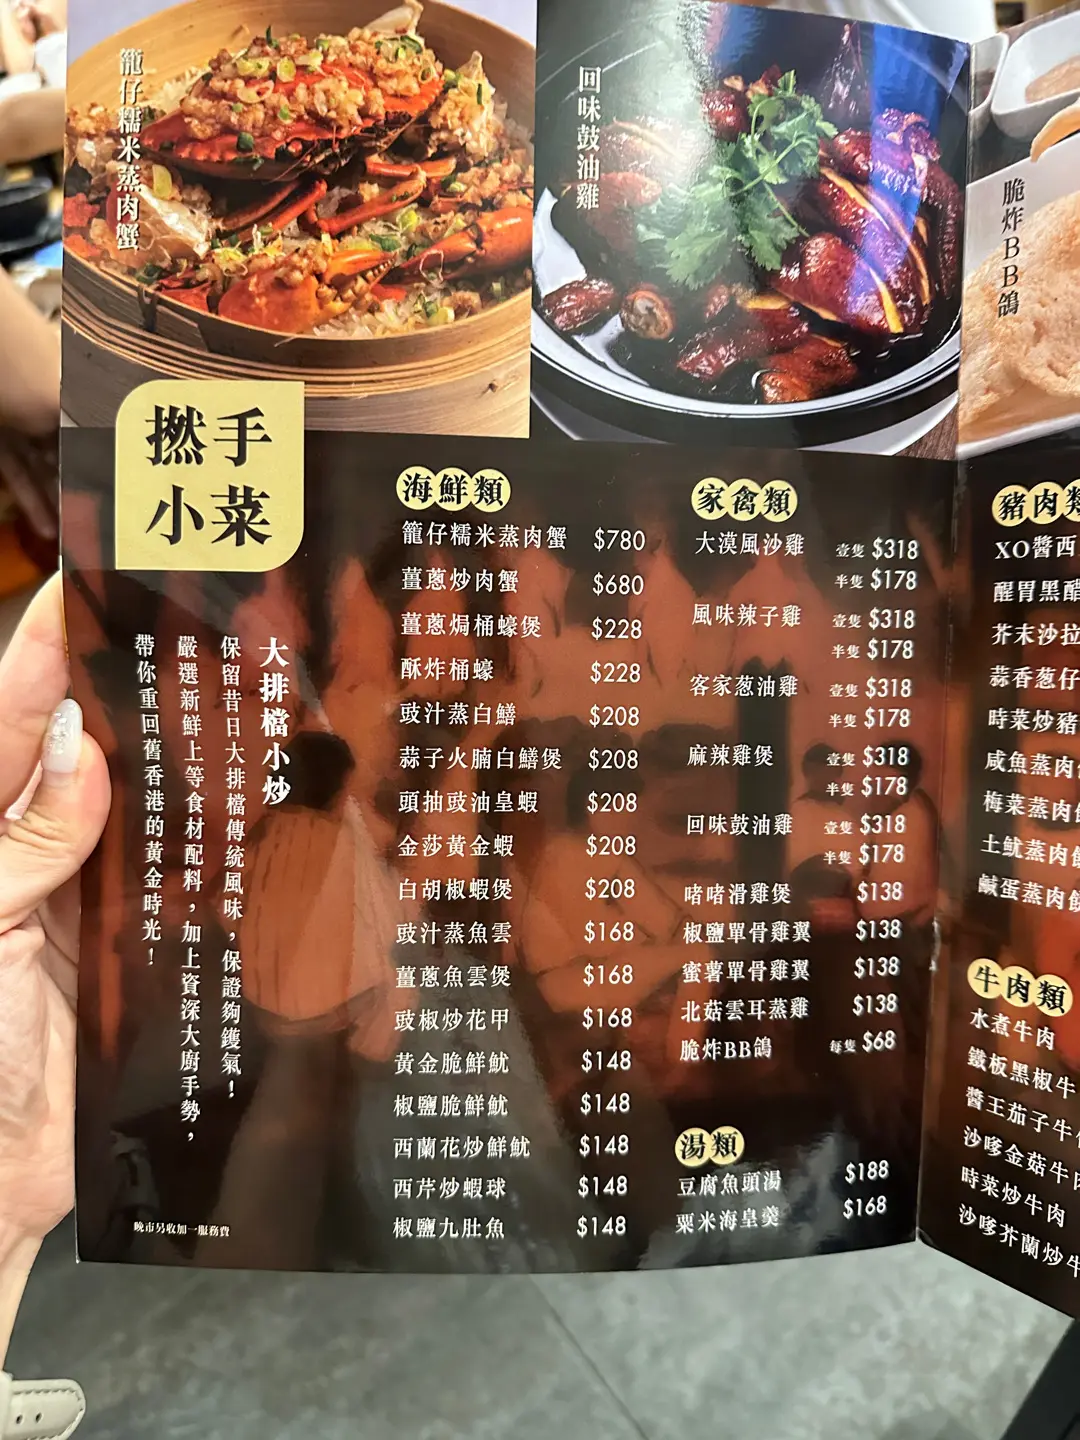 籠仔糯米蒸肉蟹
回味鼓油雞
脆炸BB鴿
撚手
小菜
大排檔小炒
保留昔日大排檔傳統風味，保證夠鑊氣！
嚴選新鮮上等食材配料，加上資深大廚手勢，
帶你重回舊香港的黃金時光！
晚市另收加一服務費
海鮮類
籠仔糯米蒸肉蟹 $780
薑蔥炒肉蟹 $680
薑蔥焗桶蠔煲 $228
酥炸桶蠔 $228
豉汁蒸白鱔 $208
蒜子火腩白鱔煲 $208
頭抽豉油皇蝦 $208
金莎黃金蝦 $208
白胡椒蝦煲 $208
豉汁蒸魚雲 $168
薑蔥魚雲煲 $168
豉椒炒花甲 $168
黃金脆鮮魷 $148
椒鹽脆鮮魷 $148
西蘭花炒鮮魷 $148
西芹炒蝦球 $148
椒鹽九肚魚 $148
家禽類
大漠風沙雞 壹隻 $318
半隻 $178
風味辣子雞 壹隻 $318
半隻 $178
客家葱油雞 壹隻 $318
半隻 $178
麻辣雞煲 壹隻 $318
半隻 $178
回味鼓油雞 壹隻 $318
半隻 $178
啫啫滑雞煲 $138
椒鹽單骨雞翼 $138
蜜薯單骨雞翼 $138
北菇雲耳蒸雞 $138
脆炸BB鴿 每隻 $68
湯類
豆腐魚頭湯 $188
粟米海皇羹 $168
豬肉類
XO醬西
醒胃黑醋
芥末沙拉
蒜香葱仔
時菜炒豬
咸魚蒸肉
梅菜蒸肉
土魷蒸肉
鹹蛋蒸肉
牛肉類
水煮牛肉
鐵板黑椒牛
醬王茄子牛
沙嗲金菇牛肉
時菜炒牛肉
沙嗲芥蘭炒牛